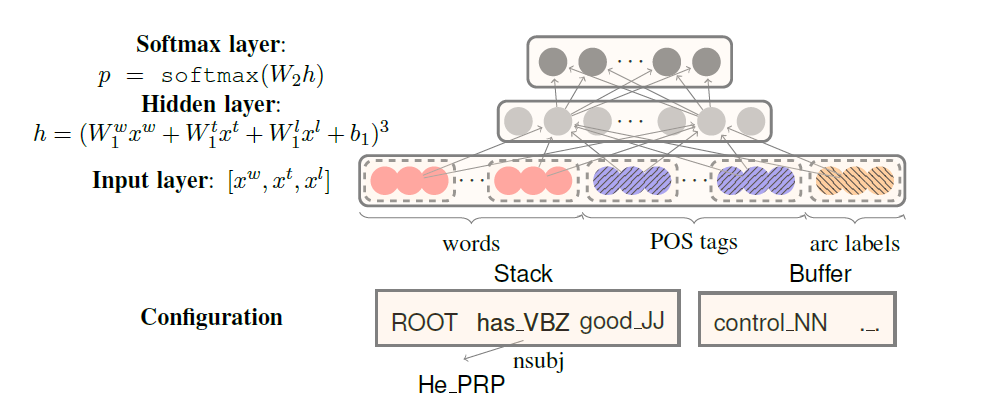 Softmax layer:
p = softmax(W₂h)
Hidden layer:
h = (W₁ʷxʷ + W₁ᵗxᵗ + W₁ˡxˡ + b₁)³
Input layer: [xʷ, xᵗ, xˡ]
··· ···
···
···
words POS tags arc labels
Stack Buffer
Configuration
ROOT has_VBZ good_JJ control_NN ._.
nsubj
He_PRP